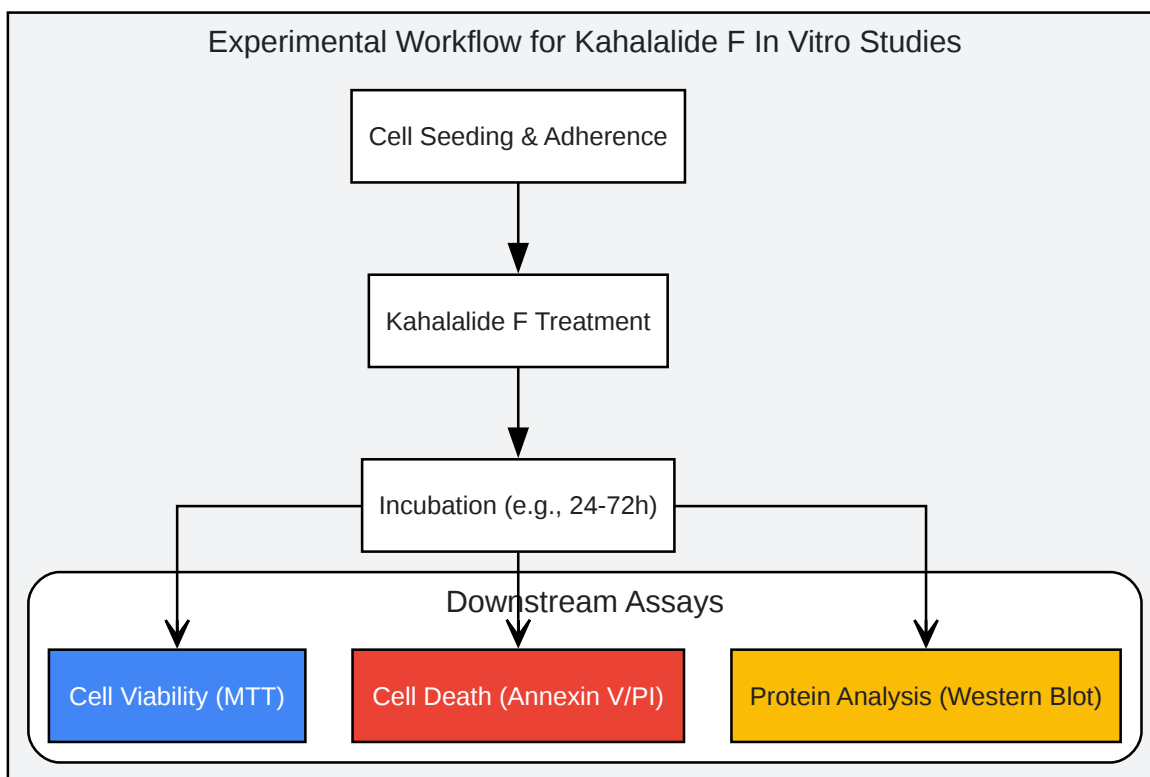 Experimental Workflow for Kahalalide F In Vitro Studies
Cell Seeding & Adherence
Kahalalide F Treatment
Incubation (e.g., 24-72h)
Downstream Assays
Cell Viability (MTT)
Cell Death (Annexin V/PI)
Protein Analysis (Western Blot)